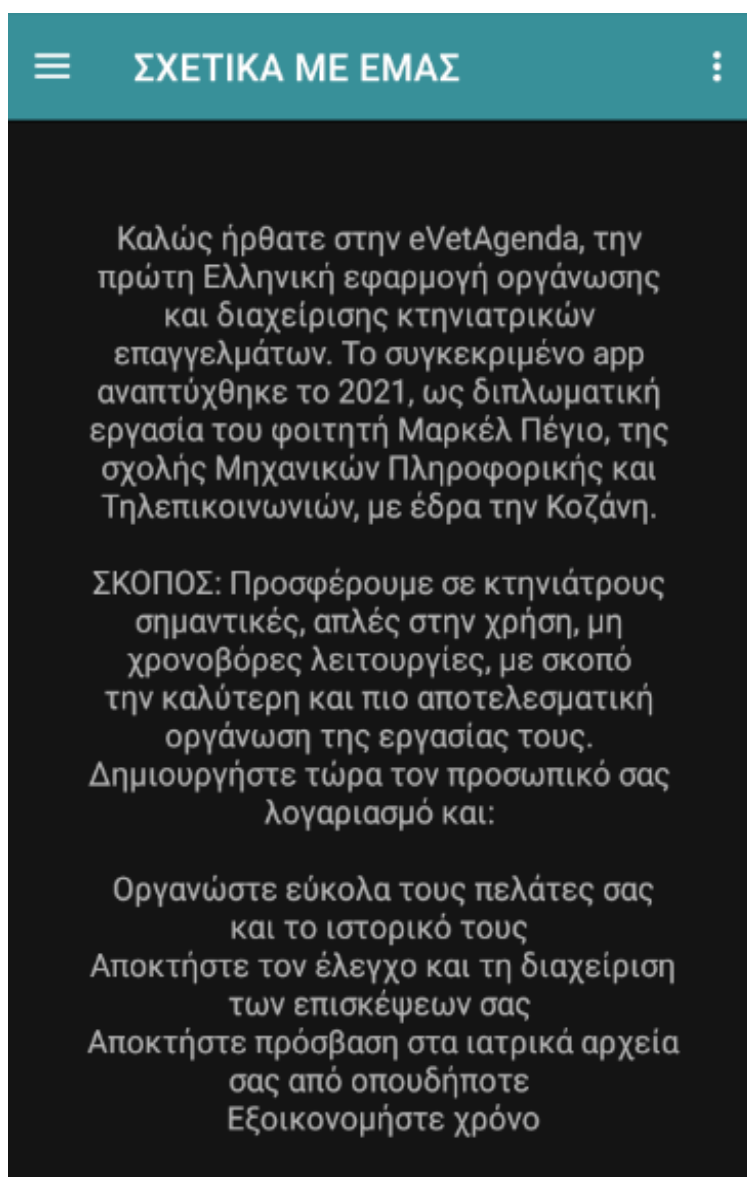 ΣΧΕΤΙΚΑ ΜΕ ΕΜΑΣ
Καλώς ήρθατε στην eVetAgenda, την
πρώτη Ελληνική εφαρμογή οργάνωσης
και διαχείρισης κτηνιατρικών
επαγγελμάτων. Το συγκεκριμένο app
αναπτύχθηκε το 2021, ως διπλωματική
εργασία του φοιτητή Μαρκέλ Πέγιο, της
σχολής Μηχανικών Πληροφορικής και
Τηλεπικοινωνιών, με έδρα την Κοζάνη.
ΣΚΟΠΟΣ: Προσφέρουμε σε κτηνιάτρους
σημαντικές, απλές στην χρήση, μη
χρονοβόρες λειτουργίες, με σκοπό
την καλύτερη και πιο αποτελεσματική
οργάνωση της εργασίας τους.
Δημιουργήστε τώρα τον προσωπικό σας
λογαριασμό και:
Οργανώστε εύκολα τους πελάτες σας
και το ιστορικό τους
Αποκτήστε τον έλεγχο και τη διαχείριση
των επισκέψεων σας
Αποκτήστε πρόσβαση στα ιατρικά αρχεία
σας από οπουδήποτε
Εξοικονομήστε χρόνο